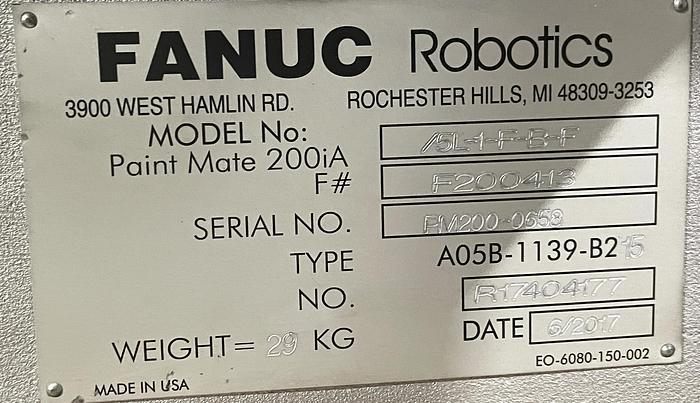 FANUC Robotics
3900 WEST HAMLIN RD. ROCHESTER HILLS, MI 48309-3253
MODEL No:
Paint Mate 200iA /5L-1-F-B-F
F# F200413
SERIAL NO. PM200-0658
TYPE A05B-1139-B215
NO. R17404177
WEIGHT= 29 KG DATE 6/2017
EO-6080-150-002
MADE IN USA